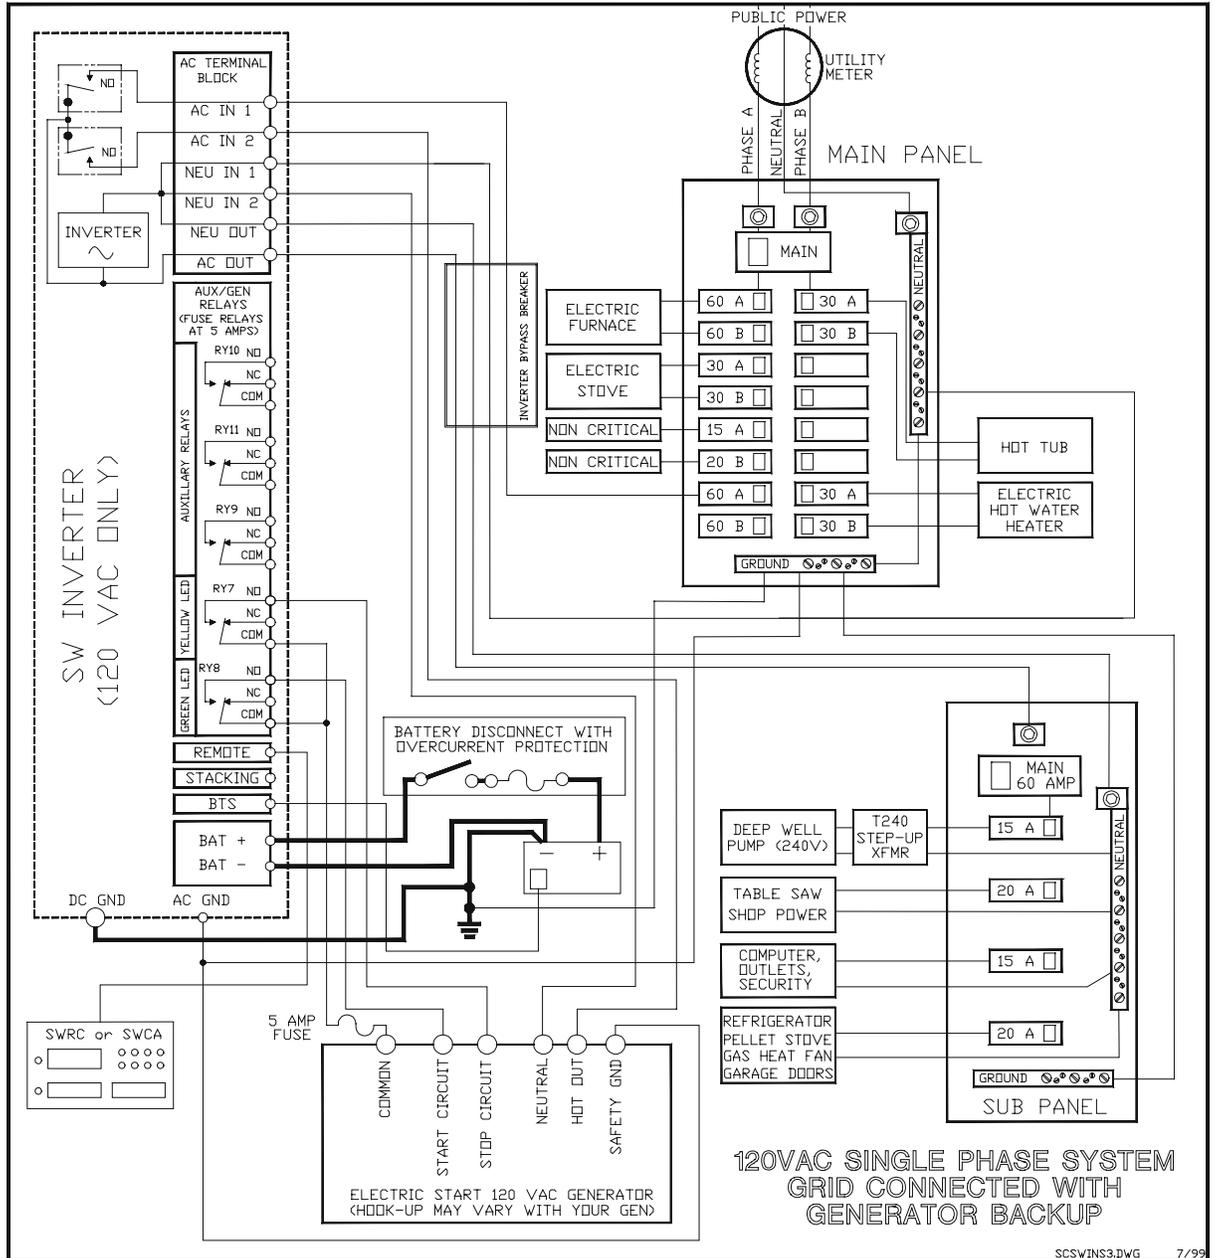 PUBLIC POWER
UTILITY
METER
PHASE A
NEUTRAL
PHASE B
MAIN PANEL
MAIN
NEUTRAL
60 A
30 A
60 B
30 B
30 A
30 B
15 A
20 B
60 A
30 A
60 B
30 B
GROUND
ELECTRIC
FURNACE
ELECTRIC
STOVE
NON CRITICAL
NON CRITICAL
HOT TUB
ELECTRIC
HOT WATER
HEATER
INVERTER BYPASS BREAKER
AC TERMINAL
BLOCK
NO
NO
AC IN 1
AC IN 2
NEU IN 1
NEU IN 2
NEU OUT
AC OUT
INVERTER
AUX/GEN
RELAYS
(FUSE RELAYS
AT 5 AMPS)
AUXILLARY RELAYS
RY10 NO
NC
COM
RY11 NO
NC
COM
RY9 NO
NC
COM
YELLOW LED
RY7 NO
NC
COM
GREEN LED
RY8 NO
NC
COM
SW INVERTER
(120 VAC ONLY)
REMOTE
STACKING
BTS
BAT +
BAT -
DC GND
AC GND
BATTERY DISCONNECT WITH
OVERCURRENT PROTECTION
- +
SWRC or SWCA
5 AMP
FUSE
COMMON
START CIRCUIT
STOP CIRCUIT
NEUTRAL
HOT OUT
SAFETY GND
ELECTRIC START 120 VAC GENERATOR
(HOOK-UP MAY VARY WITH YOUR GEN)
MAIN
60 AMP
NEUTRAL
DEEP WELL
PUMP (240V)
T240
STEP-UP
XFMR
15 A
TABLE SAW
SHOP POWER
20 A
COMPUTER,
OUTLETS,
SECURITY
15 A
REFRIGERATOR
PELLET STOVE
GAS HEAT FAN
GARAGE DOORS
20 A
GROUND
SUB PANEL
120VAC SINGLE PHASE SYSTEM
GRID CONNECTED WITH
GENERATOR BACKUP
SCSWINS3.DWG 7/99